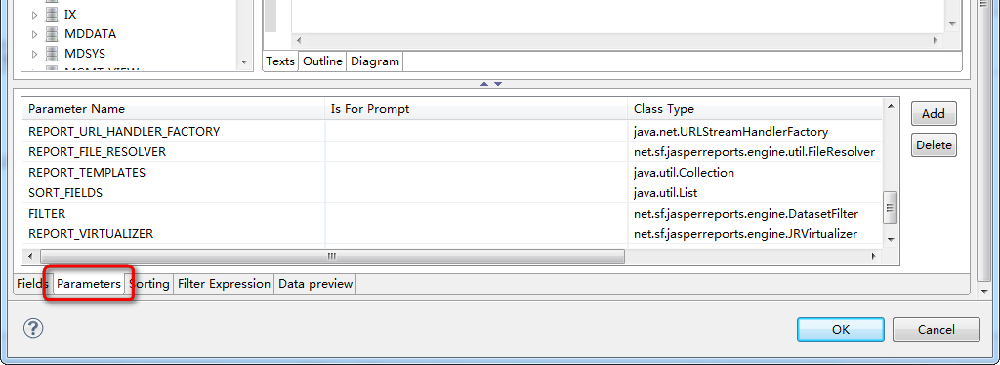 IX
MDDATA
MDSYS
MGMT_VIEW
Texts Outline Diagram
Parameter Name Is For Prompt Class Type
REPORT_URL_HANDLER_FACTORY java.net.URLStreamHandlerFactory
REPORT_FILE_RESOLVER net.sf.jasperreports.engine.util.FileResolver
REPORT_TEMPLATES java.util.Collection
SORT_FIELDS java.util.List
FILTER net.sf.jasperreports.engine.DatasetFilter
REPORT_VIRTUALIZER net.sf.jasperreports.engine.JRVirtualizer
Add
Delete
Fields Parameters Sorting Filter Expression Data preview
?
OK Cancel